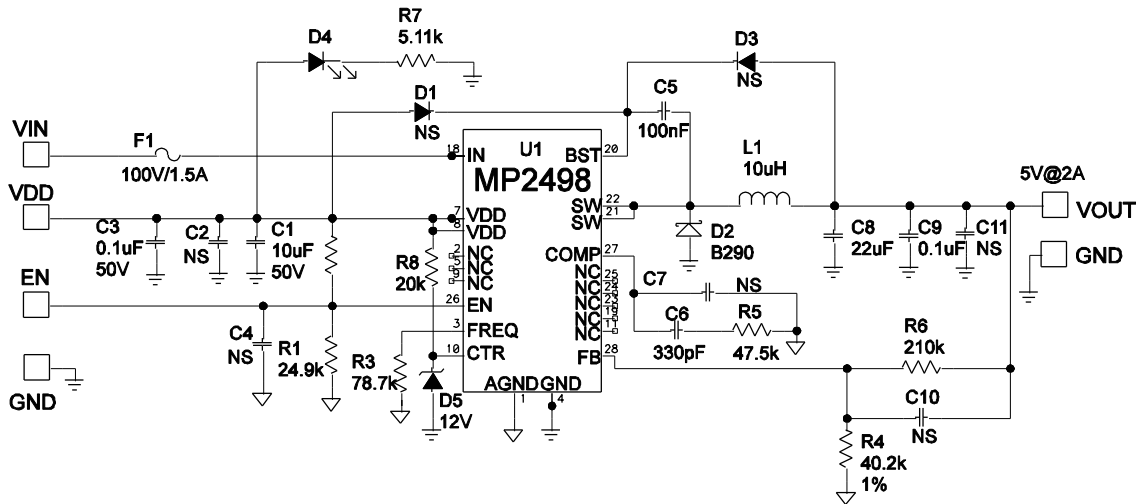 R7
5.11k
D4
D3
NS
D1
NS
C5
100nF
VIN
F1
100V/1.5A
18
IN
U1
BST
20
MP2498
L1
10uH
5V@2A
VOUT
VDD
7
VDD
8
VDD
22
SW
21
SW
C3
0.1uF
50V
C2
NS
C1
10uF
50V
R8
20k
2
NC
5
NC
9
NC
D2
B290
C8
22uF
C9
0.1uF
C11
NS
GND
COMP
27
NC
25
NC
24
NC
23
NC
19
NC
11
C7
NS
C6
330pF
R5
47.5k
EN
26
EN
3
FREQ
10
CTR
FB
28
C4
NS
R1
24.9k
R3
78.7k
R6
210k
GND
D5
12V
AGND
1
GND
4
C10
NS
R4
40.2k
1%